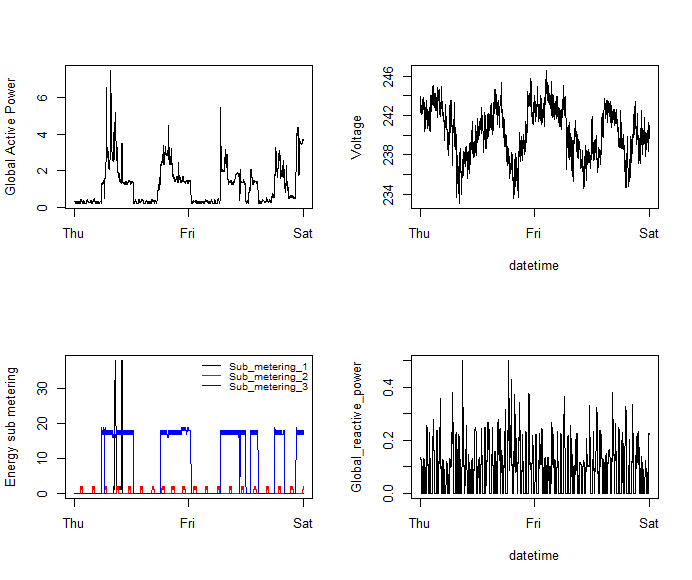 Global Active Power
6
4
2
0
Thu Fri Sat
Voltage
246
242
238
234
Thu Fri Sat
datetime
Energy sub metering
30
20
10
0
Sub_metering_1
Sub_metering_2
Sub_metering_3
Thu Fri Sat
Global_reactive_power
0.4
0.2
0.0
Thu Fri Sat
datetime